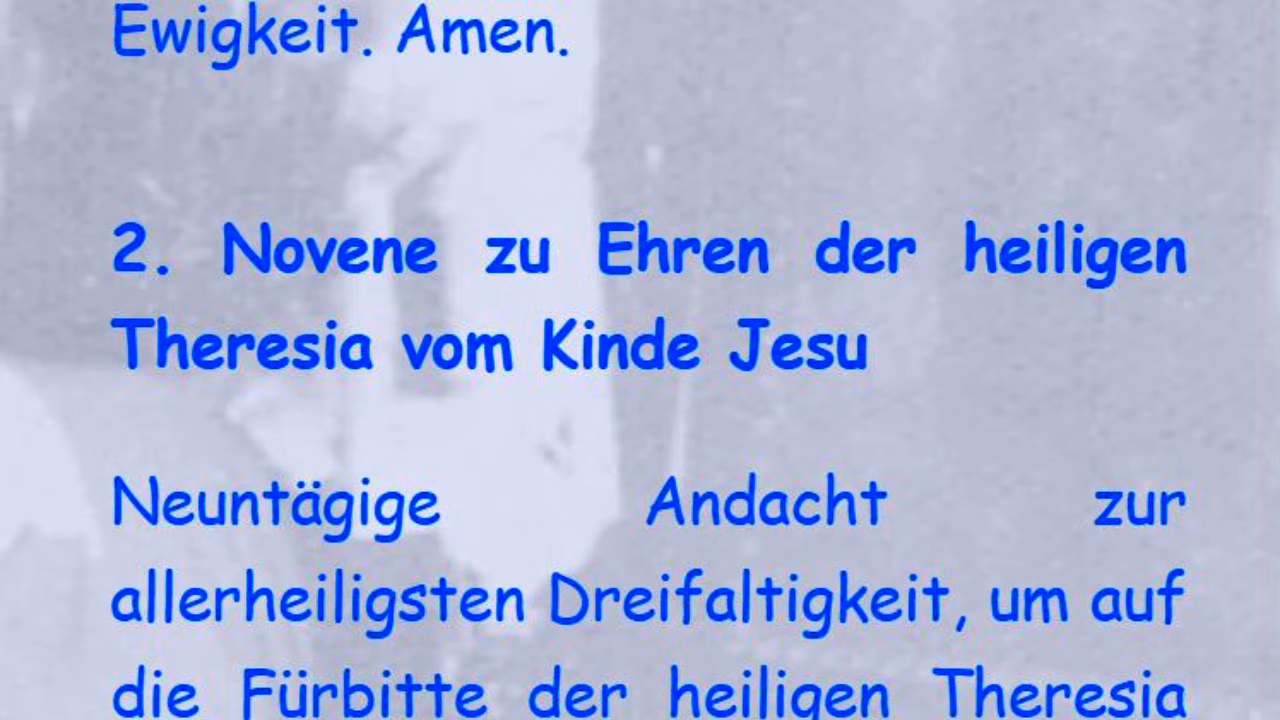 Ewigkeit. Amen.
2. Novene zu Ehren der heiligen
Theresia vom Kinde Jesu
Neuntägige Andacht zur
allerheiligsten Dreifaltigkeit, um auf
die Fürbitte der heiligen Theresia